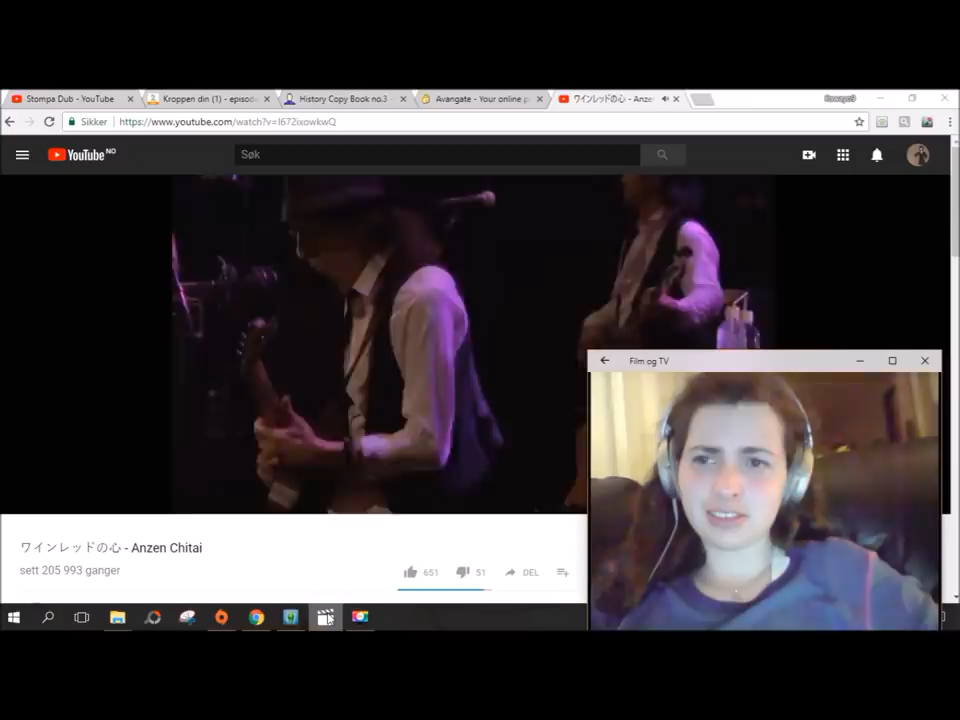 Stompa Dub - YouTube
Kroppen din (1) - episod
History Copy Book no.3 -
Avangate - Your online p
ワインレッドの心 - Anze
Sikker
https://www.youtube.com/watch?v=I672ixowkwQ
YouTube NO
Søk
Film og TV
ワインレッドの心 - Anzen Chitai
sett 205 993 ganger
651
51
DEL